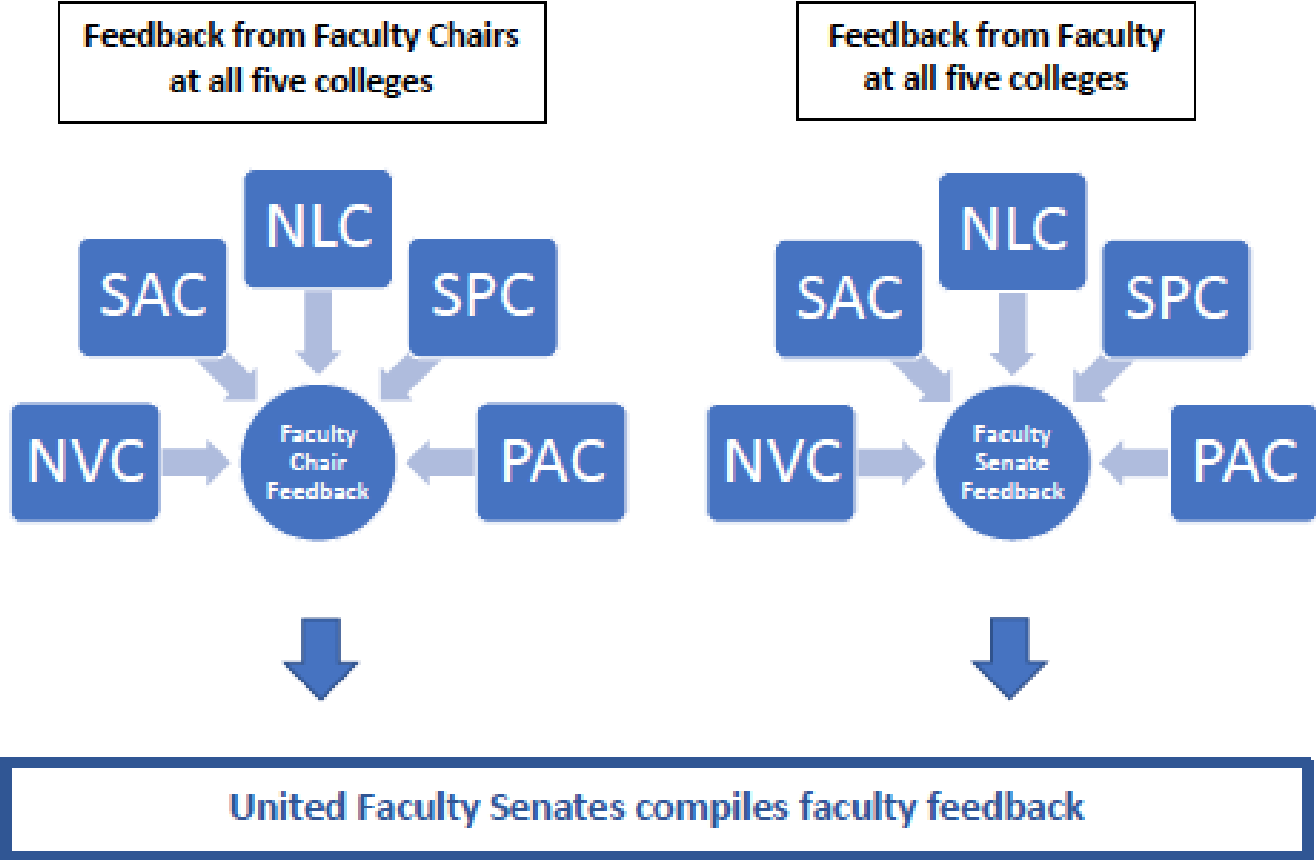 Feedback from Faculty Chairs
at all five colleges
NLC
SAC
SPC
NVC
PAC
Faculty
Chair
Feedback
Feedback from Faculty
at all five colleges
NLC
SAC
SPC
NVC
PAC
Faculty
Senate
Feedback
United Faculty Senates compiles faculty feedback